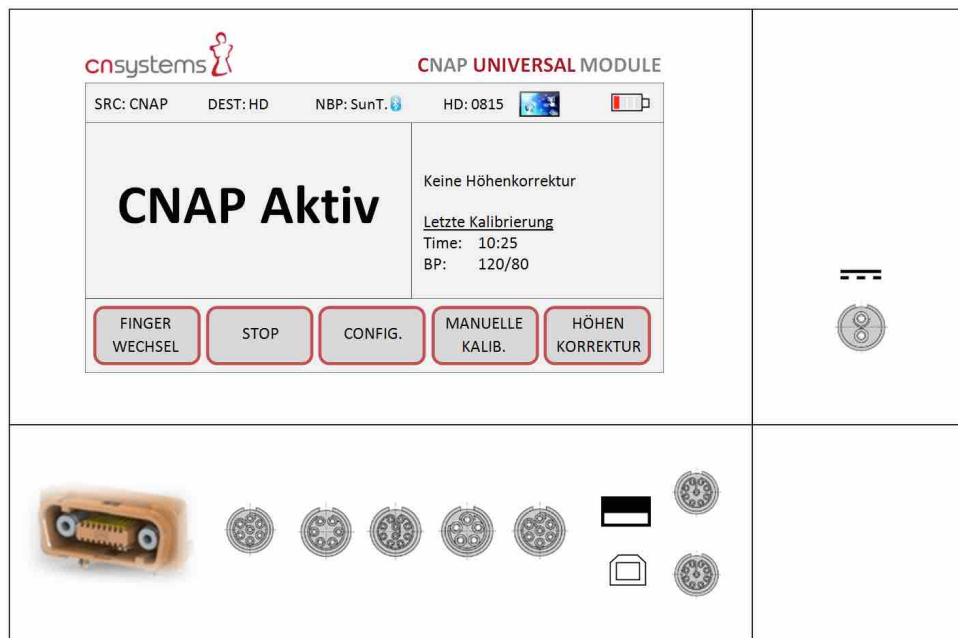 cnsystems
CNAP UNIVERSAL MODULE
SRC: CNAP DEST: HD NBP: SunT. HD: 0815
CNAP Aktiv
Keine Höhenkorrektur
Letzte Kalibrierung
Time: 10:25
BP: 120/80
FINGER
WECHSEL
STOP
CONFIG.
MANUELLE
KALIB.
HÖHEN
KORREKTUR